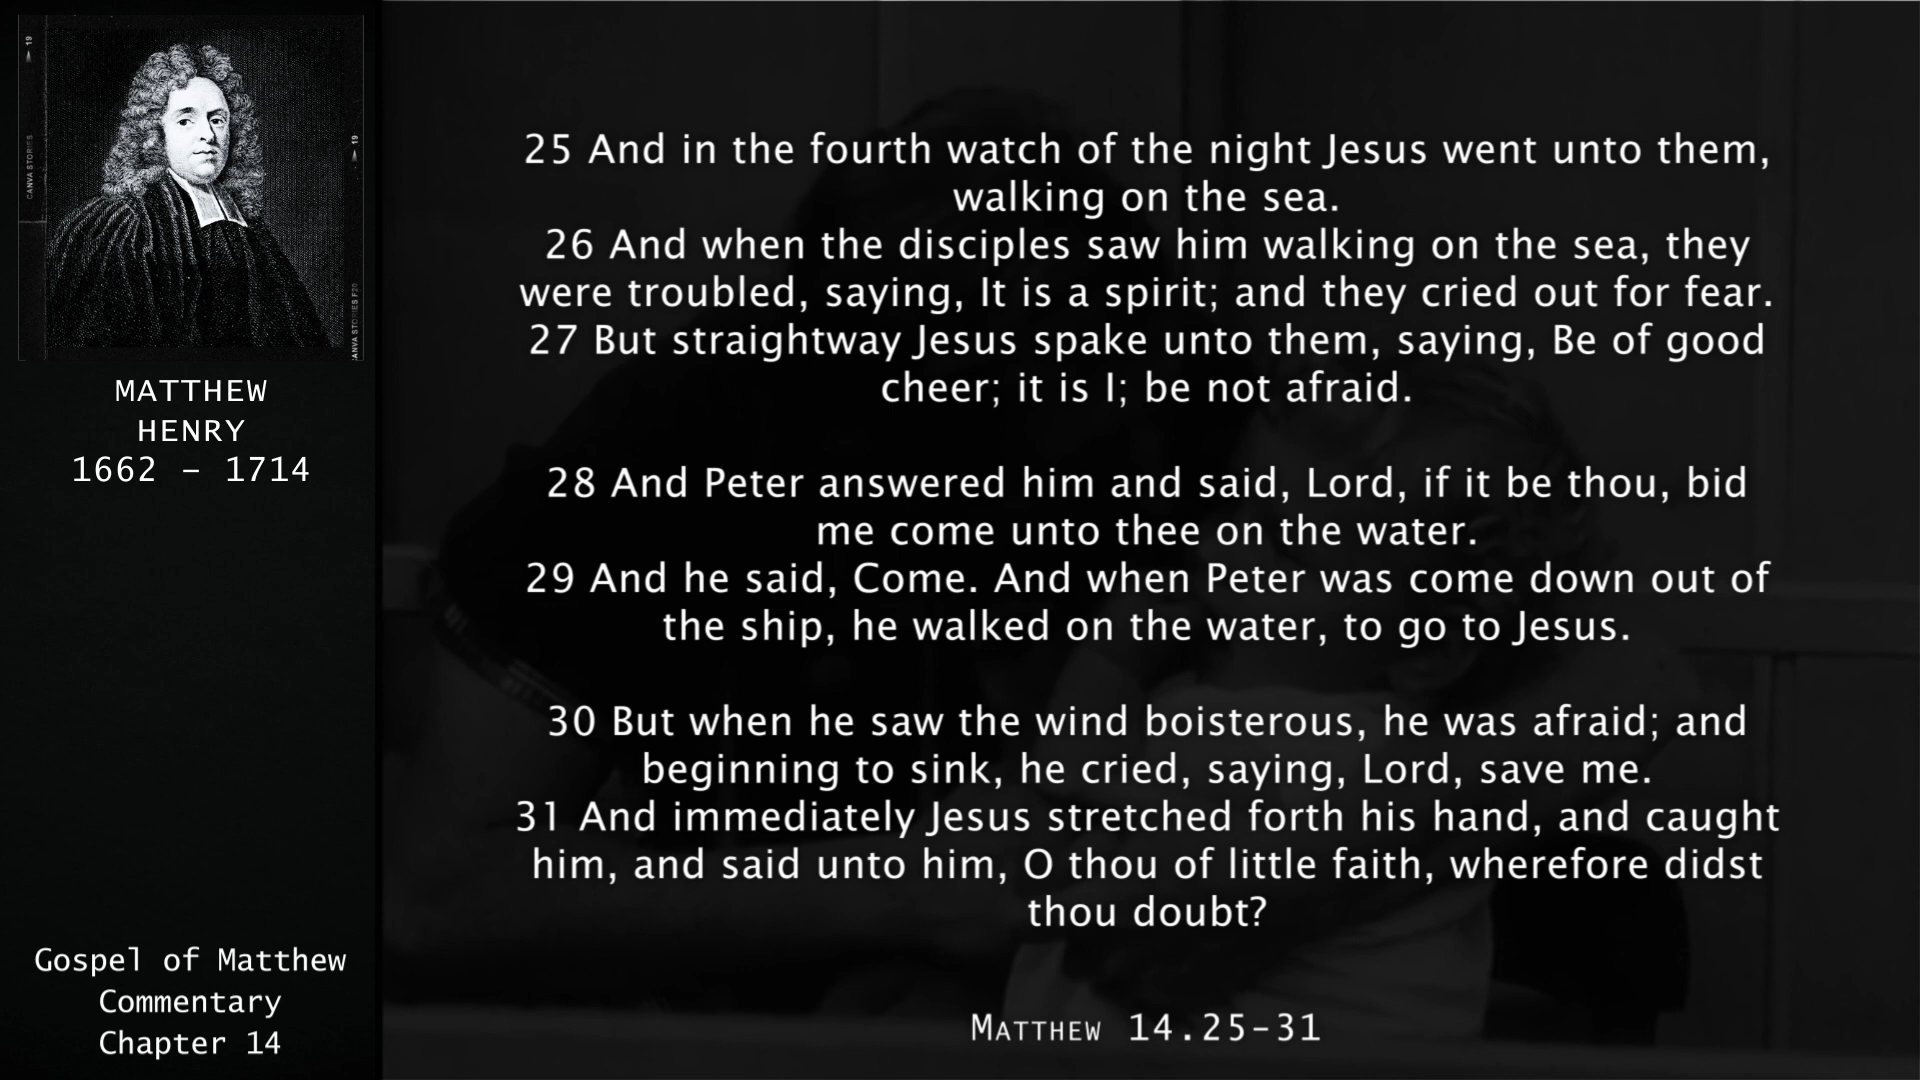 19
CANVA STORIES
19
MATTHEW
HENRY
1662 – 1714
Gospel of Matthew
Commentary
Chapter 14
25 And in the fourth watch of the night Jesus went unto them,
walking on the sea.
26 And when the disciples saw him walking on the sea, they
were troubled, saying, It is a spirit; and they cried out for fear.
27 But straightway Jesus spake unto them, saying, Be of good
cheer; it is I; be not afraid.
28 And Peter answered him and said, Lord, if it be thou, bid
me come unto thee on the water.
29 And he said, Come. And when Peter was come down out of
the ship, he walked on the water, to go to Jesus.
30 But when he saw the wind boisterous, he was afraid; and
beginning to sink, he cried, saying, Lord, save me.
31 And immediately Jesus stretched forth his hand, and caught
him, and said unto him, O thou of little faith, wherefore didst
thou doubt?
Matthew 14.25-31